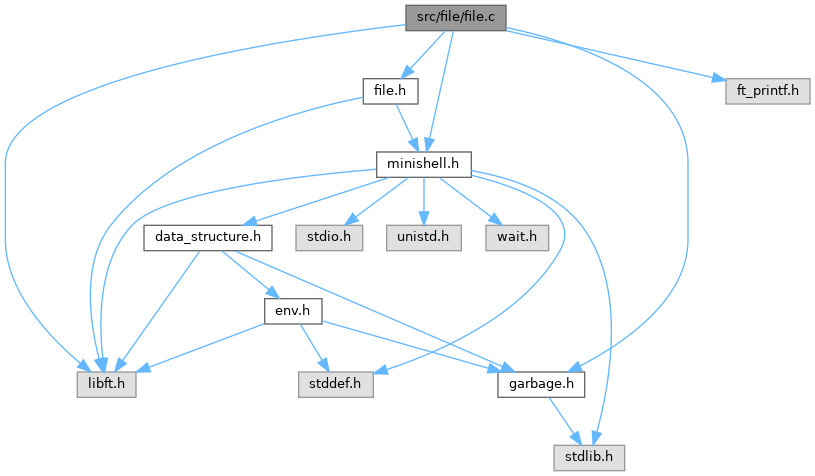 src/file/file.c
file.h
ft_printf.h
minishell.h
data_structure.h
stdio.h
unistd.h
wait.h
env.h
libft.h
stddef.h
garbage.h
stdlib.h